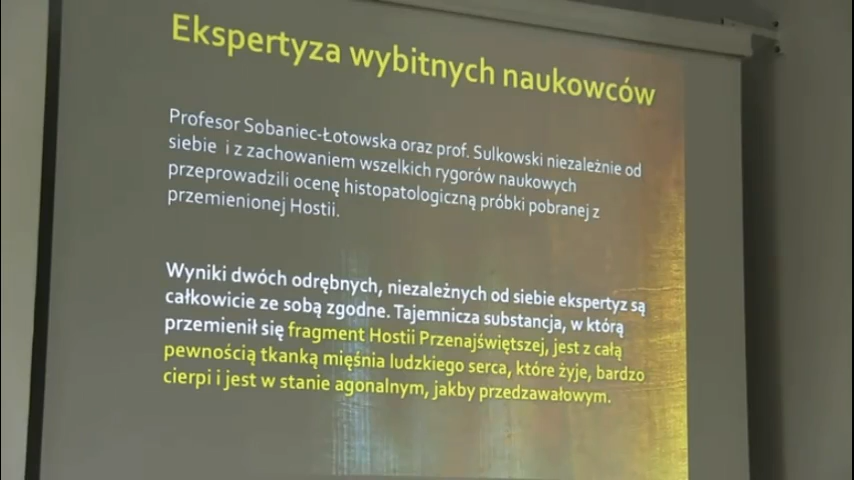 Ekspertyza wybitnych naukowców
Profesor Sobaniec-Łotowska oraz prof. Sulkowski niezależnie od
siebie i z zachowaniem wszelkich rygorów naukowych
przeprowadzili ocenę histopatologiczną próbki pobranej z
przemienionej Hostii.
Wyniki dwóch odrębnych, niezależnych od siebie ekspertyz są
całkowicie ze sobą zgodne. Tajemnicza substancja, w którą
przemienił się fragment Hostii Przenajświętszej, jest z całą
pewnością tkanką mięśnia ludzkiego serca, które żyje, bardzo
cierpi i jest w stanie agonalnym, jakby przedzawałowym.